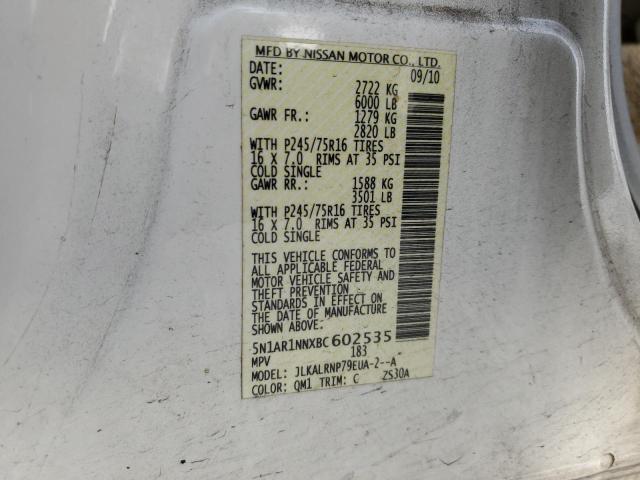 MFD BY NISSAN MOTOR CO., LTD.
DATE: 09/10
GVWR: 2722 KG
6000 LB
GAWR FR.: 1279 KG
2820 LB
WITH P245/75R16 TIRES
16 X 7.0 RIMS AT 35 PSI
COLD SINGLE
GAWR RR.: 1588 KG
3501 LB
WITH P245/75R16 TIRES
16 X 7.0 RIMS AT 35 PSI
COLD SINGLE
THIS VEHICLE CONFORMS TO
ALL APPLICABLE FEDERAL
MOTOR VEHICLE SAFETY AND
THEFT PREVENTION
STANDARDS IN EFFECT ON
THE DATE OF MANUFACTURE
SHOWN ABOVE.
5N1AR1NNXBC602535
MPV 183
MODEL: JLKALRNP79EUA-2--A
COLOR: QM1 TRIM: C ZS30A